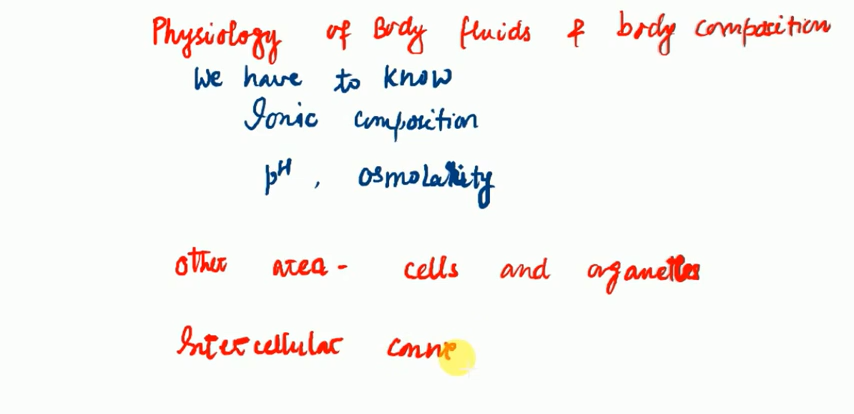 Physiology of Body fluids & body composition
We have to know
Ionic composition
pH, osmolality
other area - cells and organelles
Intercellular conne